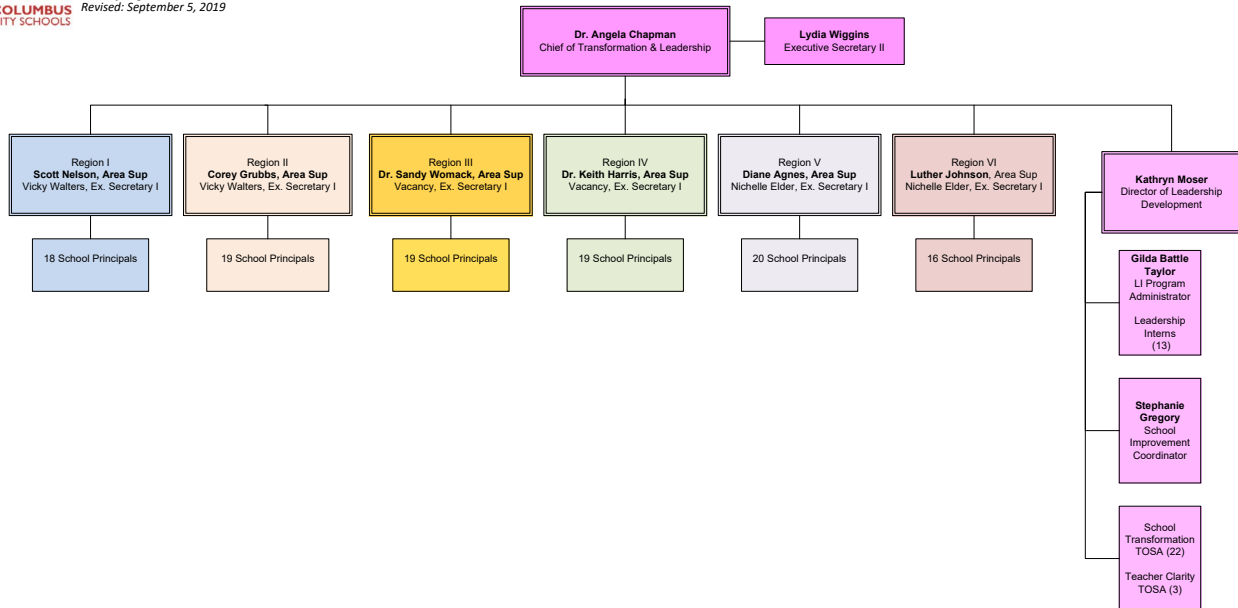 COLUMBUS
ITY SCHOOLS
Revised: September 5, 2019
Dr. Angela Chapman
Chief of Transformation & Leadership
Lydia Wiggins
Executive Secretary II
Region I
Scott Nelson, Area Sup
Vicky Walters, Ex. Secretary I
Region II
Corey Grubbs, Area Sup
Vicky Walters, Ex. Secretary I
Region III
Dr. Sandy Womack, Area Sup
Vacancy, Ex. Secretary I
Region IV
Dr. Keith Harris, Area Sup
Vacancy, Ex. Secretary I
Region V
Diane Agnes, Area Sup
Nichelle Elder, Ex. Secretary I
Region VI
Luther Johnson, Area Sup
Nichelle Elder, Ex. Secretary I
Kathryn Moser
Director of Leadership
Development
18 School Principals
19 School Principals
19 School Principals
19 School Principals
20 School Principals
16 School Principals
Gilda Battle
Taylor
LI Program
Administrator
Leadership
Interns
(13)
Stephanie
Gregory
School
Improvement
Coordinator
School
Transformation
TOSA (22)
Teacher Clarity
TOSA (3)